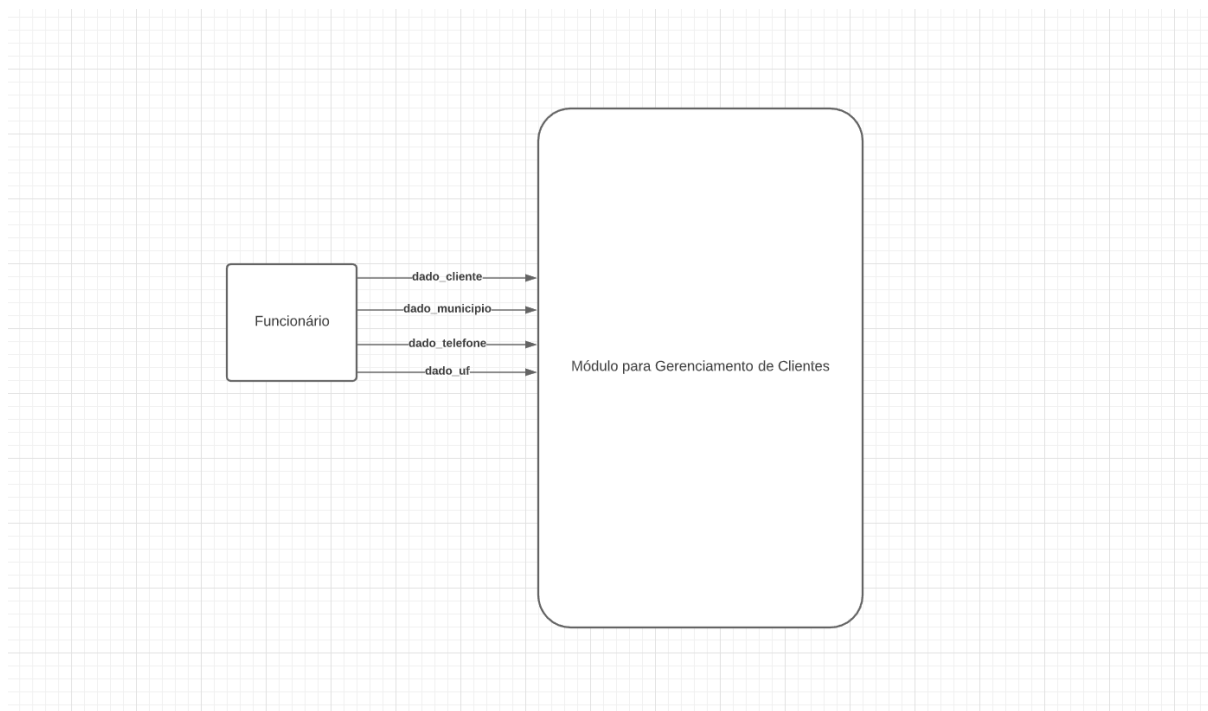 dado_cliente
dado_municipio
Funcionário
dado_telefone
dado_uf
Módulo para Gerenciamento de Clientes